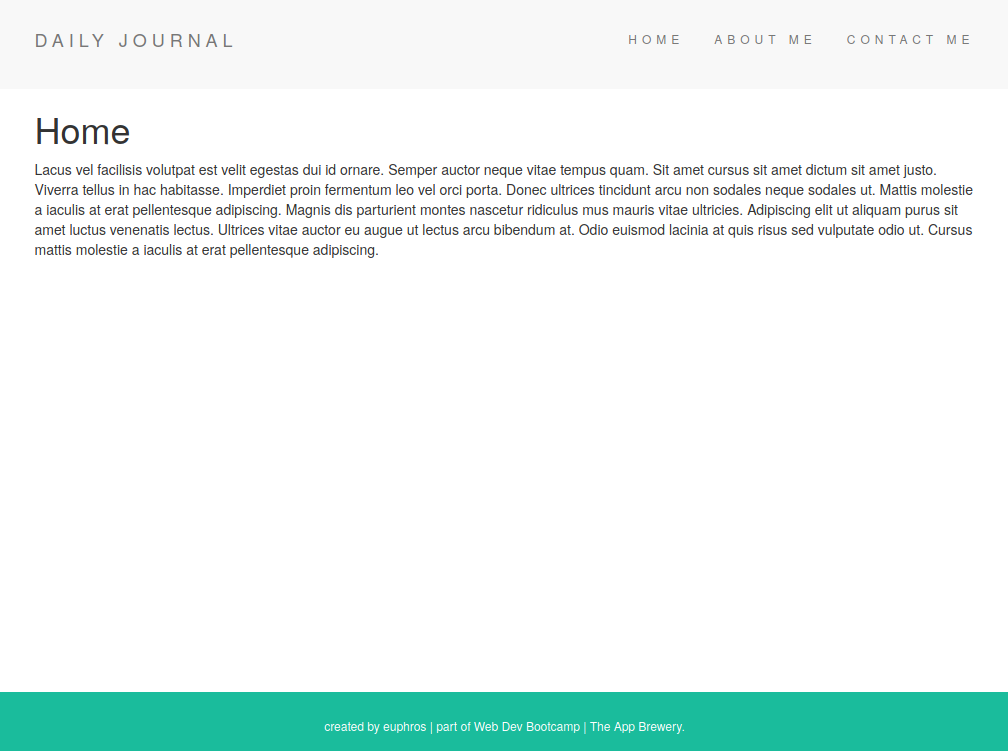 DAILY JOURNAL
HOME ABOUT ME CONTACT ME
Home
Lacus vel facilisis volutpat est velit egestas dui id ornare. Semper auctor neque vitae tempus quam. Sit amet cursus sit amet dictum sit amet justo.
Viverra tellus in hac habitasse. Imperdiet proin fermentum leo vel orci porta. Donec ultrices tincidunt arcu non sodales neque sodales ut. Mattis molestie
a iaculis at erat pellentesque adipiscing. Magnis dis parturient montes nascetur ridiculus mus mauris vitae ultricies. Adipiscing elit ut aliquam purus sit
amet luctus venenatis lectus. Ultrices vitae auctor eu augue ut lectus arcu bibendum at. Odio euismod lacinia at quis risus sed vulputate odio ut. Cursus
mattis molestie a iaculis at erat pellentesque adipiscing.
created by euphros | part of Web Dev Bootcamp | The App Brewery.